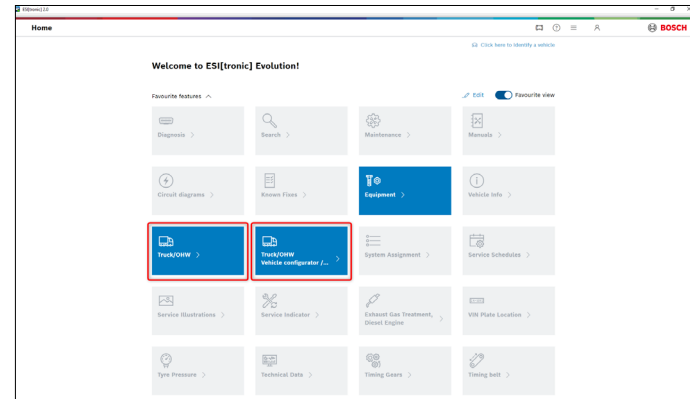 ESI[tronic] 2.0
Home
BOSCH
Click here to identify a vehicle
Welcome to ESI[tronic] Evolution!
Favourite features
Edit
Favourite view
Diagnosis >
Search >
Maintenance >
Manuals >
Circuit diagrams >
Known Fixes >
Equipment >
Vehicle Info >
Truck/OHW >
Truck/OHW
Vehicle configurator /... >
System Assignment >
Service Schedules >
Service Illustrations >
Service Indicator >
Exhaust Gas Treatment,
Diesel Engine >
VIN Plate Location >
Tyre Pressure >
Technical Data >
Timing Gears >
Timing belt >